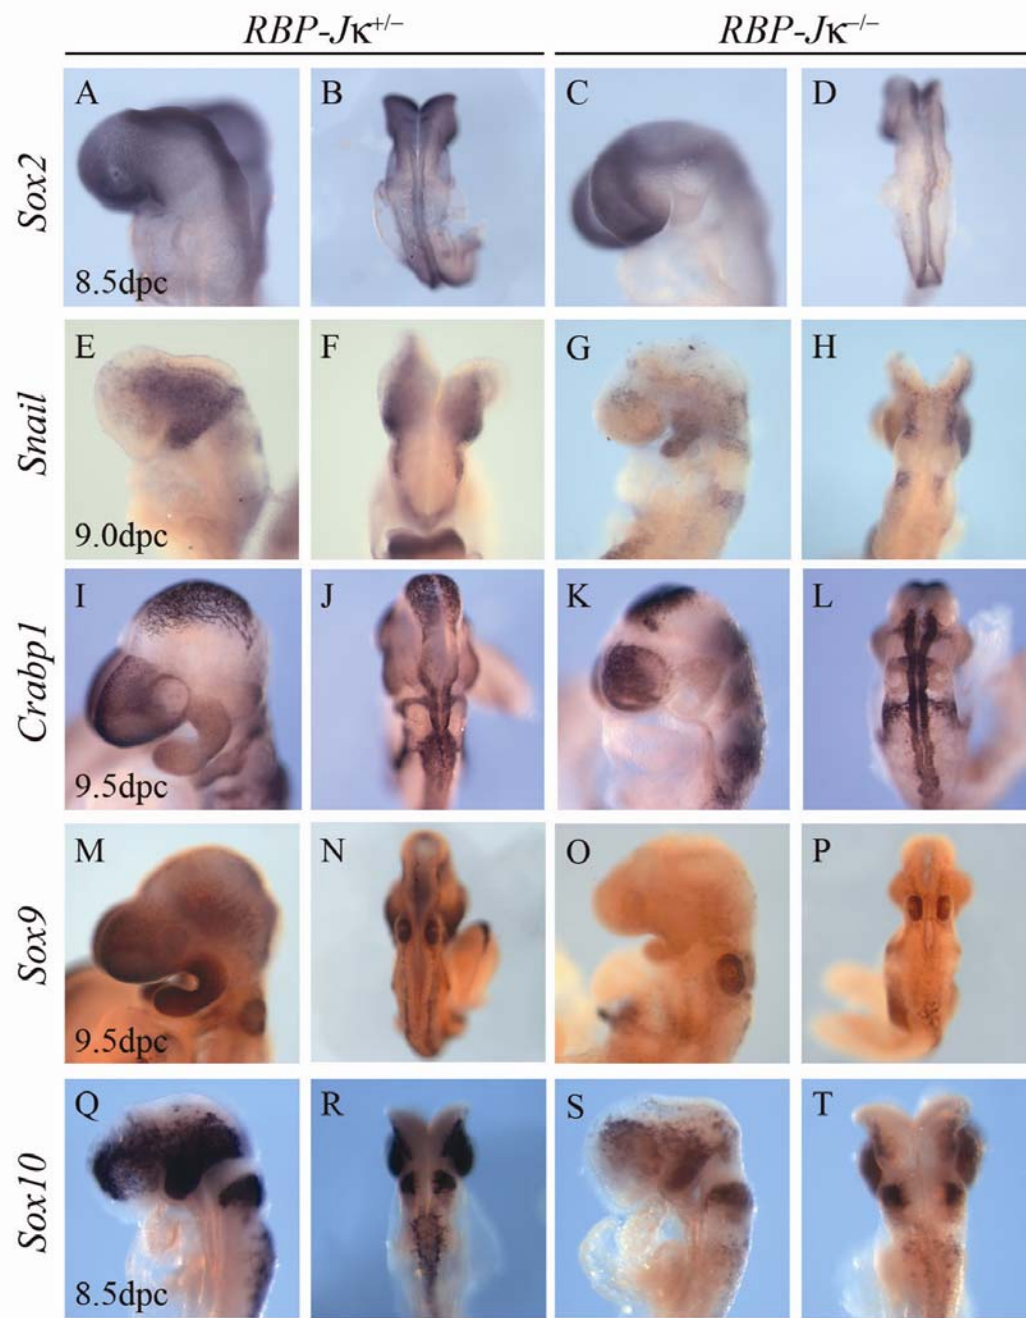 RBP-Jκ+/− RBP-Jκ−/−
Sox2
A B C D
8.5dpc
Snail
E F G H
9.0dpc
Crabp1
I J K L
9.5dpc
Sox9
M N O P
9.5dpc
Sox10
Q R S T
8.5dpc